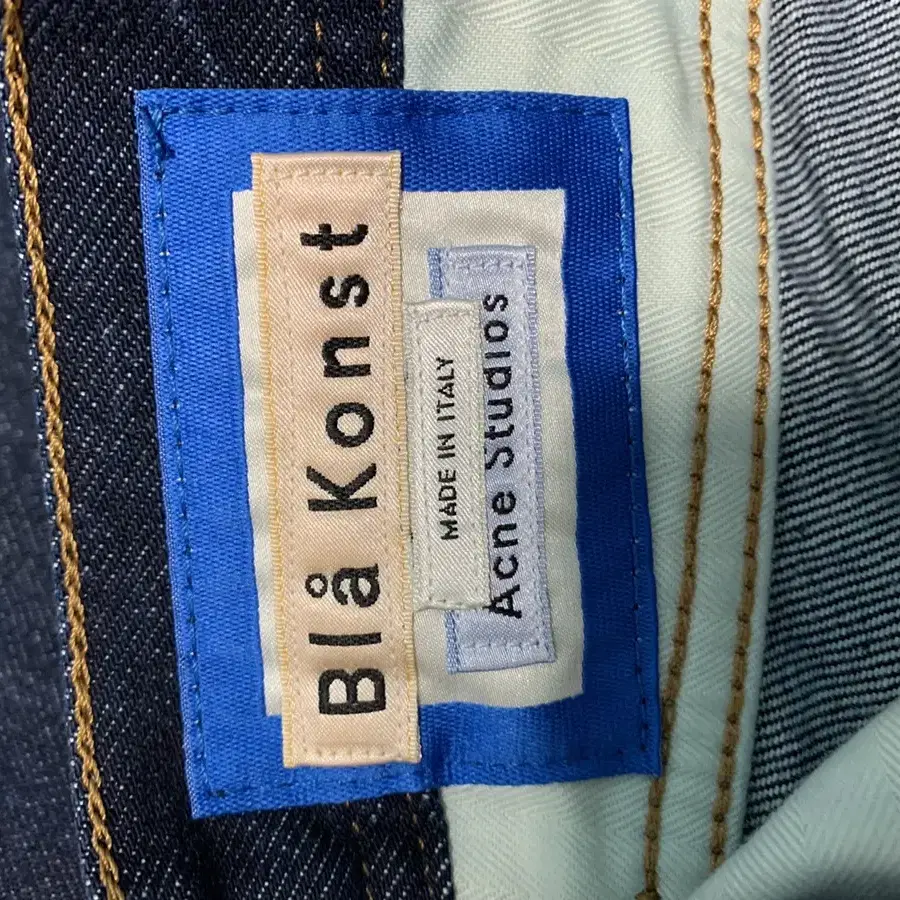 Blå Konst
MADE IN ITALY
Acne Studios